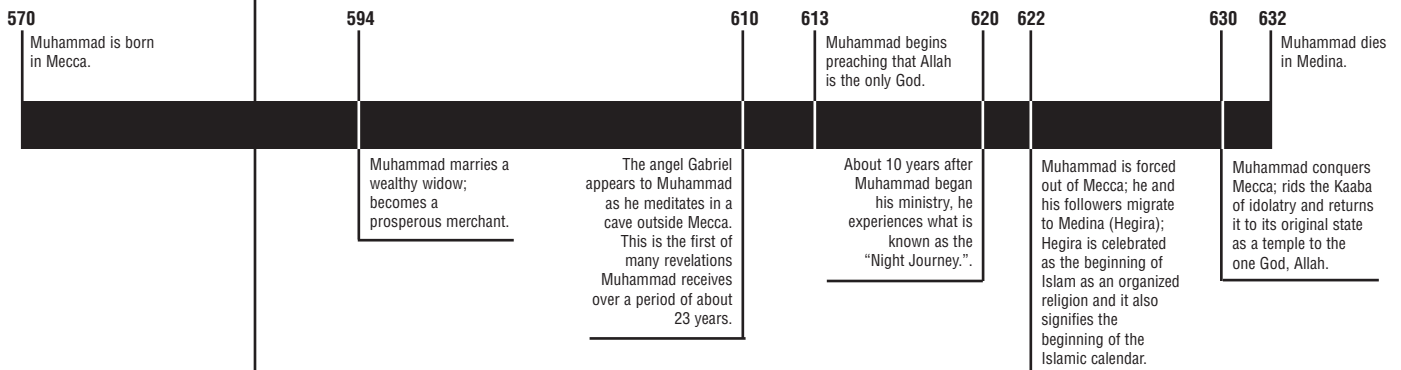 570
Muhammad is born
in Mecca.
594
Muhammad marries a
wealthy widow;
becomes a
prosperous merchant.
610
The angel Gabriel
appears to Muhammad
as he meditates in a
cave outside Mecca.
This is the first of
many revelations
Muhammad receives
over a period of about
23 years.
613
Muhammad begins
preaching that Allah
is the only God.
620
About 10 years after
Muhammad began
his ministry, he
experiences what is
known as the
“Night Journey.”.
622
Muhammad is forced
out of Mecca; he and
his followers migrate
to Medina (Hegira);
Hegira is celebrated
as the beginning of
Islam as an organized
religion and it also
signifies the
beginning of the
Islamic calendar.
630
Muhammad conquers
Mecca; rids the Kaaba
of idolatry and returns
it to its original state
as a temple to the
one God, Allah.
632
Muhammad dies
in Medina.